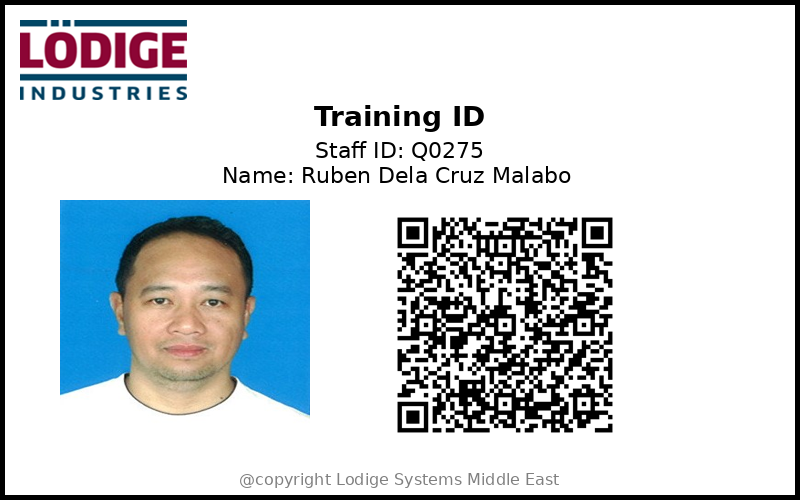 LÖDIGE
INDUSTRIES
Training ID
Staff ID: Q0275
Name: Ruben Dela Cruz Malabo
@copyright Lodige Systems Middle East